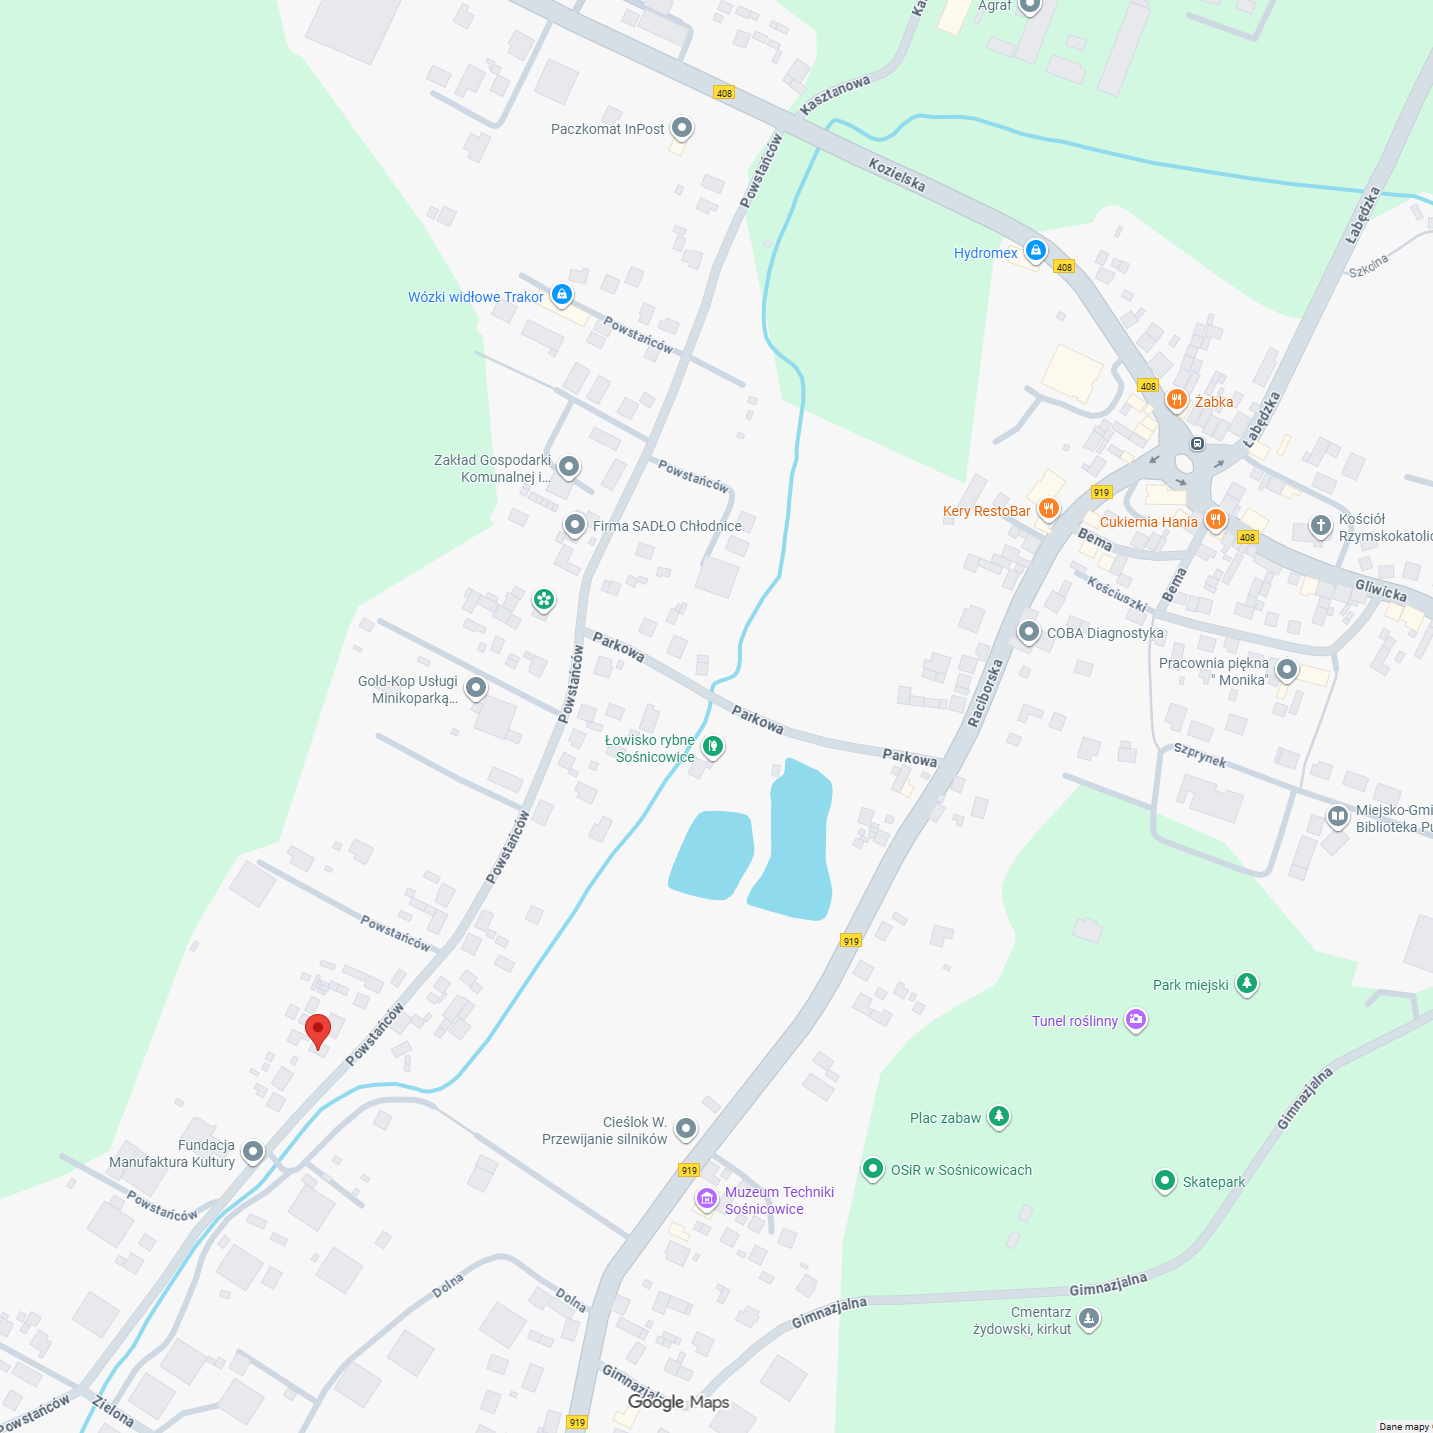 Agraf
Kasztanowa
408
Paczkomat InPost
Powstańców
Kozielska
Łabędzka
Szkolna
Hydromex
408
Wózki widłowe Trakor
Powstańców
408
Żabka
Łabędzka
Zakład Gospodarki
Komunalnej i...
Powstańców
919
Kery RestoBar
Cukiernia Hania
Kościół
Rzymskokatolic
Firma SADŁO Chłodnice
Bema
408
Bema
Kościuszki
Gliwicka
Parkowa
COBA Diagnostyka
Pracownia piękna
" Monika"
Powstańców
Gold-Kop Usługi
Minikoparką...
Raciborska
Parkowa
Łowisko rybne
Sośnicowice
Parkowa
Szprynek
Miejsko-Gmi
Biblioteka Pu
Powstańców
Powstańców
919
Park miejski
Tunel roślinny
Powstańców
Gimnazjalna
Plac zabaw
Cieślok W.
Przewijanie silników
Fundacja
Manufaktura Kultury
919
OSiR w Sośnicowicach
Skatepark
Muzeum Techniki
Sośnicowice
Powstańców
Dolna
Dolna
Gimnazjalna
Gimnazjalna
Cmentarz
żydowski, kirkut
Gimnazjalna
Google Maps
Powstańców
Zielona
919
Dane mapy